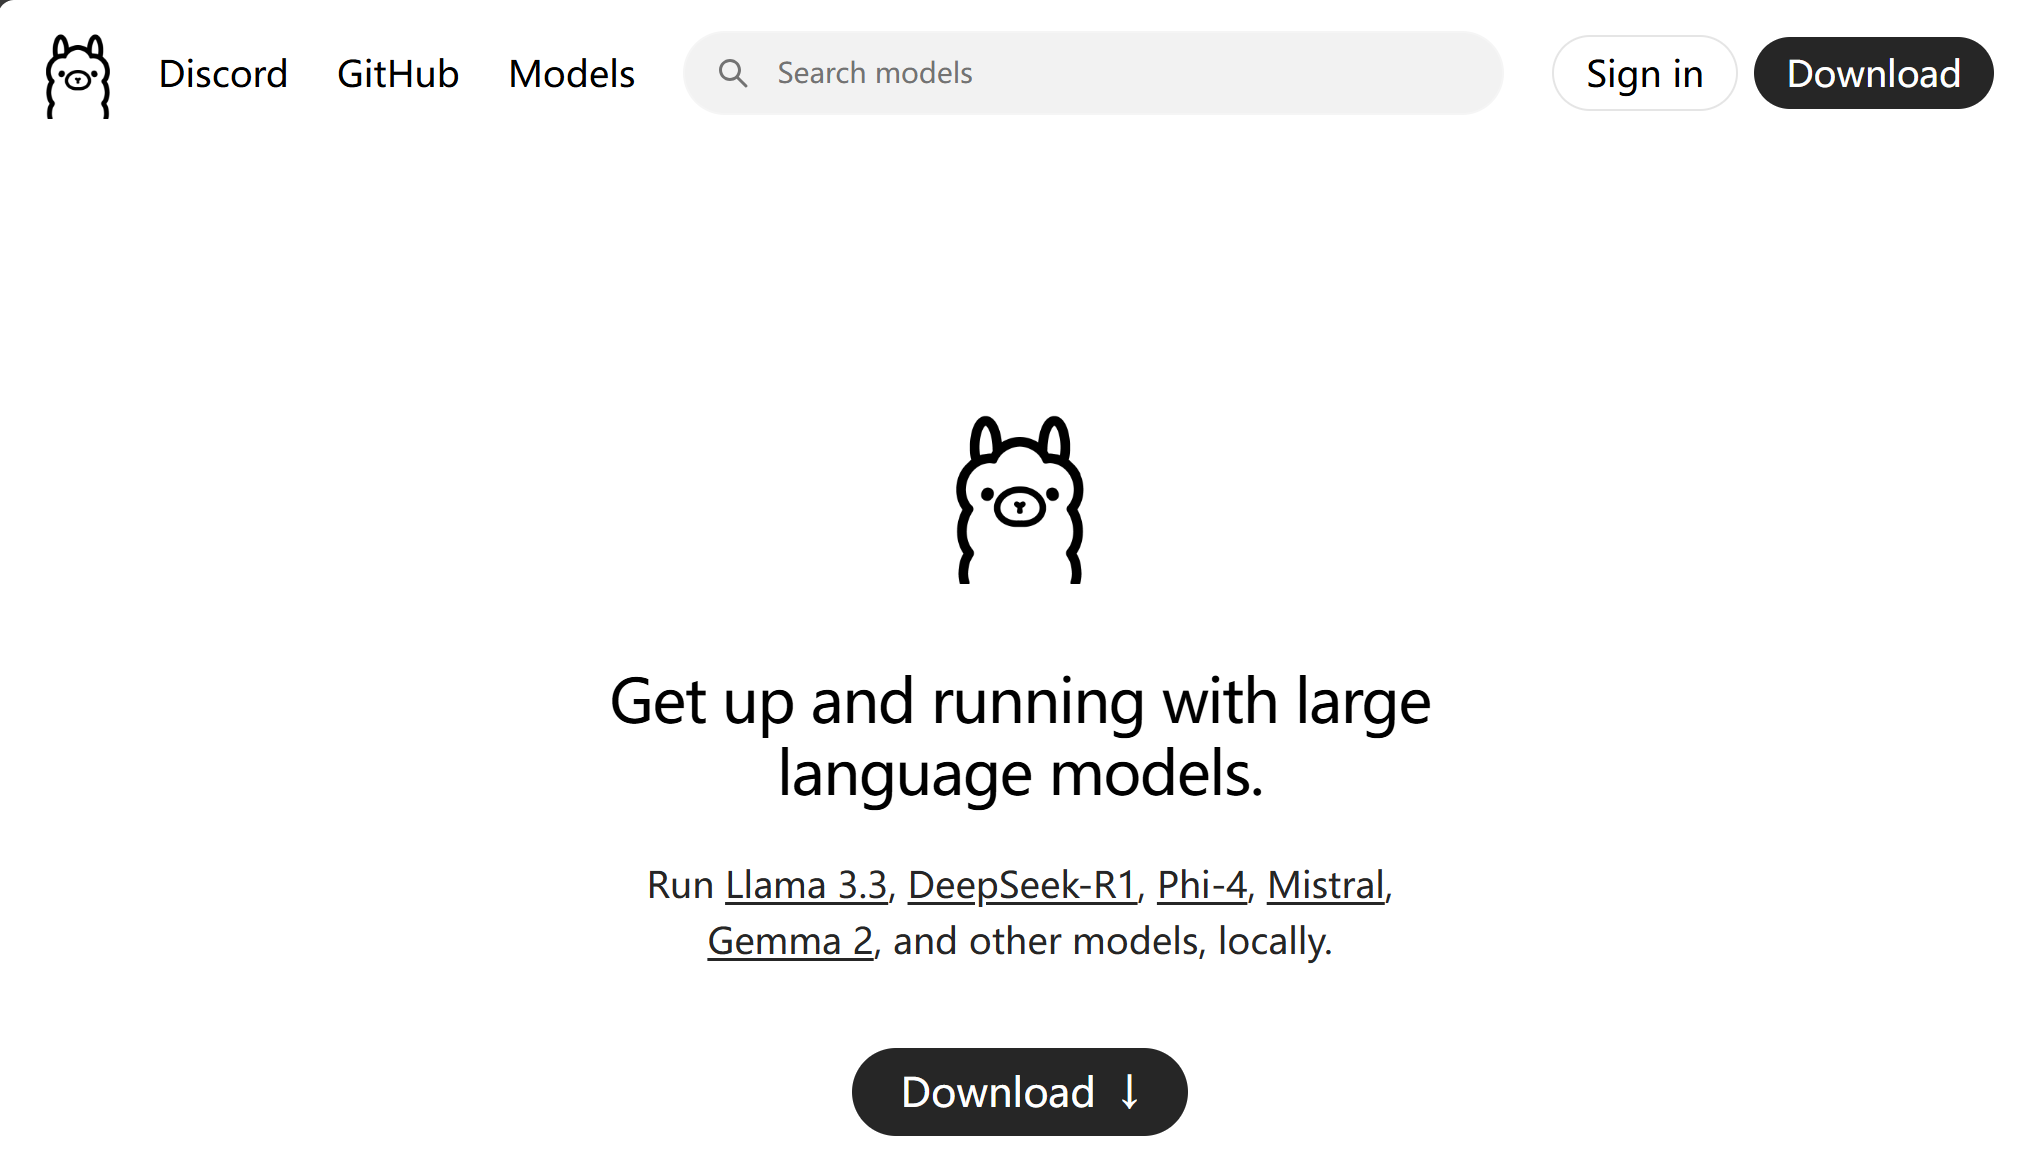 Discord GitHub Models Search models Sign in Download
Get up and running with large
language models.
Run Llama 3.3, DeepSeek-R1, Phi-4, Mistral,
Gemma 2, and other models, locally.
Download ↓